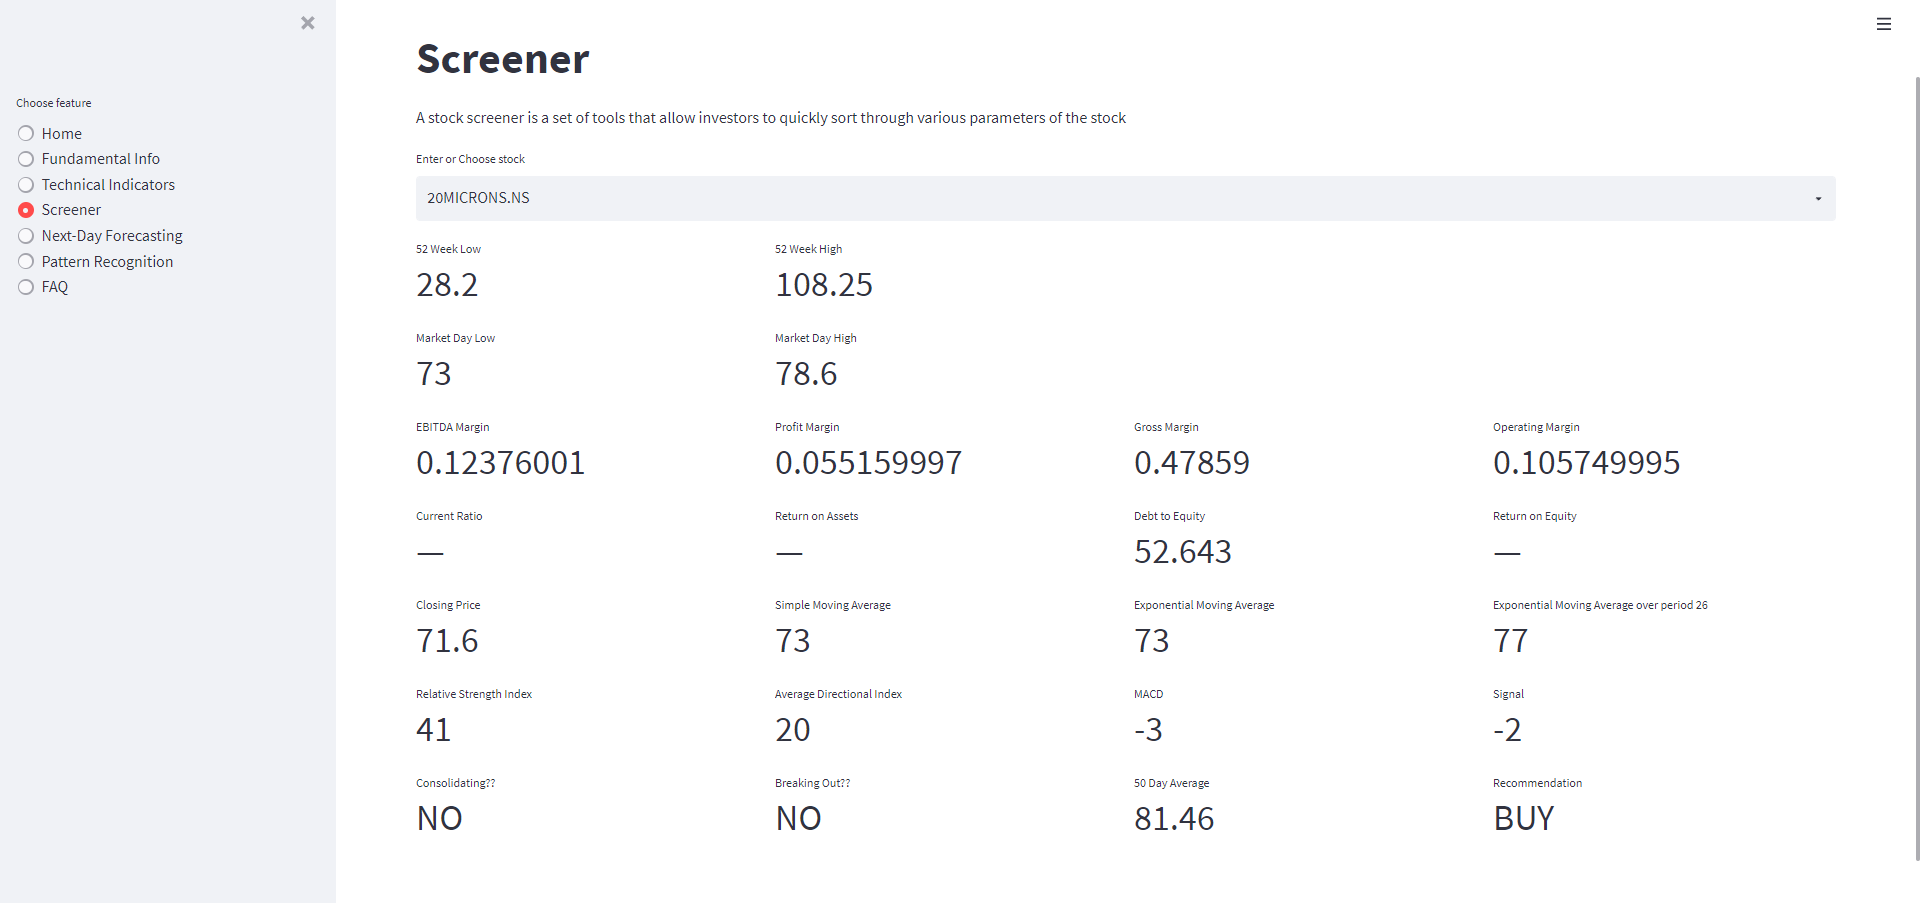 Choose feature
Home
Fundamental Info
Technical Indicators
Screener
Next-Day Forecasting
Pattern Recognition
FAQ
Screener
A stock screener is a set of tools that allow investors to quickly sort through various parameters of the stock
Enter or Choose stock
20MICRONS.NS
52 Week Low
52 Week High
28.2
108.25
Market Day Low
Market Day High
73
78.6
EBITDA Margin
Profit Margin
Gross Margin
Operating Margin
0.12376001
0.055159997
0.47859
0.105749995
Current Ratio
Return on Assets
Debt to Equity
Return on Equity
—
—
52.643
—
Closing Price
Simple Moving Average
Exponential Moving Average
Exponential Moving Average over period 26
71.6
73
73
77
Relative Strength Index
Average Directional Index
MACD
Signal
41
20
-3
-2
Consolidating??
Breaking Out??
50 Day Average
Recommendation
NO
NO
81.46
BUY